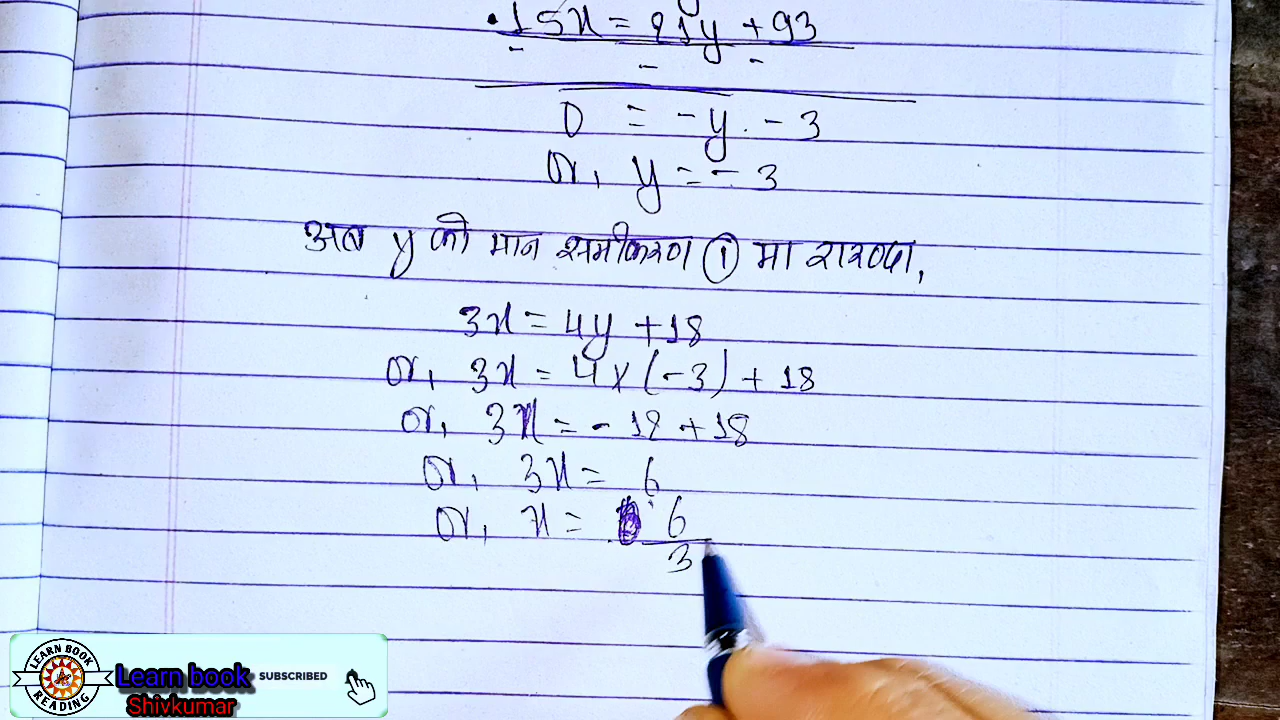 15x = 21y + 93
- - -
0 = -y - 3
or, y = - 3
अब y को मान समीकरण ① मा राख्दा,
3x = 4y + 18
or, 3x = 4 × (-3) + 18
or, 3x = - 12 + 18
or, 3x = 6
or, x = 6
3
LEARN BOOK
READING
Learn book
Shivkumar
SUBSCRIBED